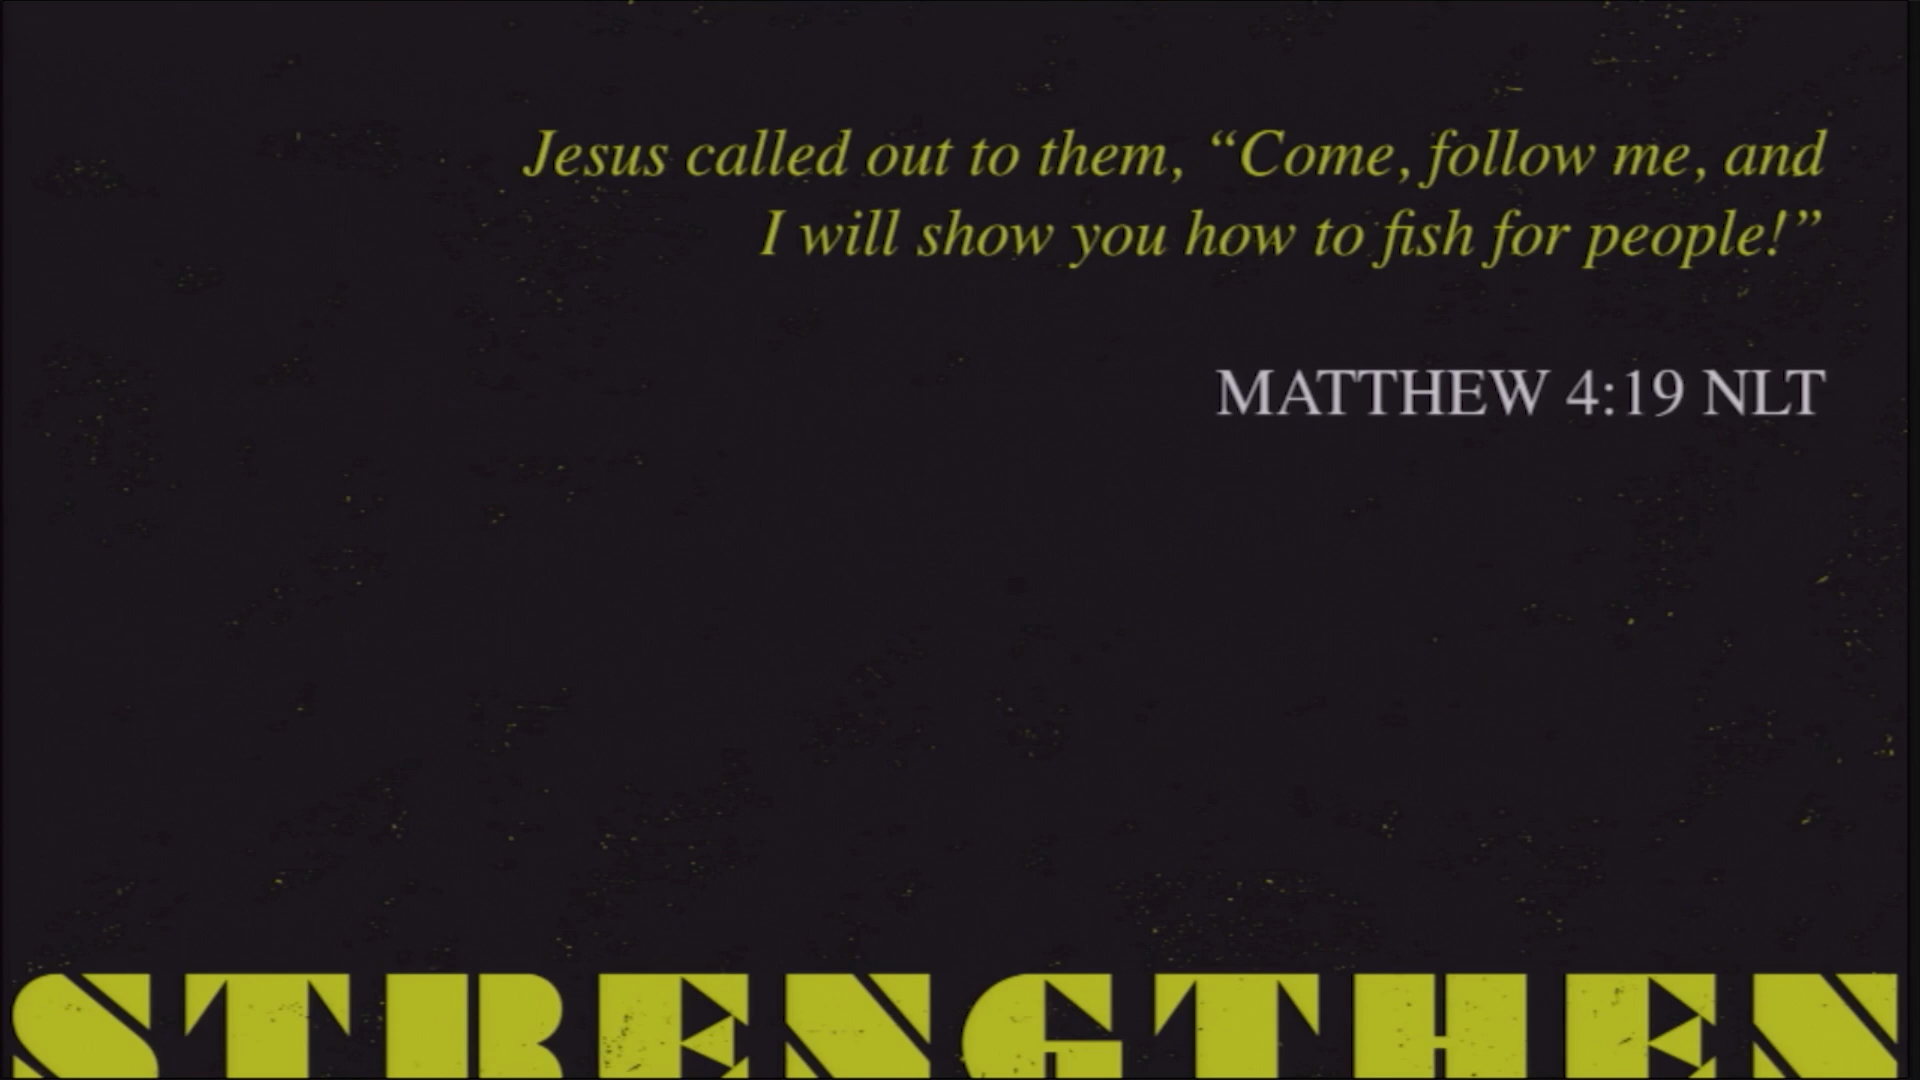 Jesus called out to them, “Come, follow me, and
I will show you how to fish for people!”
MATTHEW 4:19 NLT
STRENGTHEN